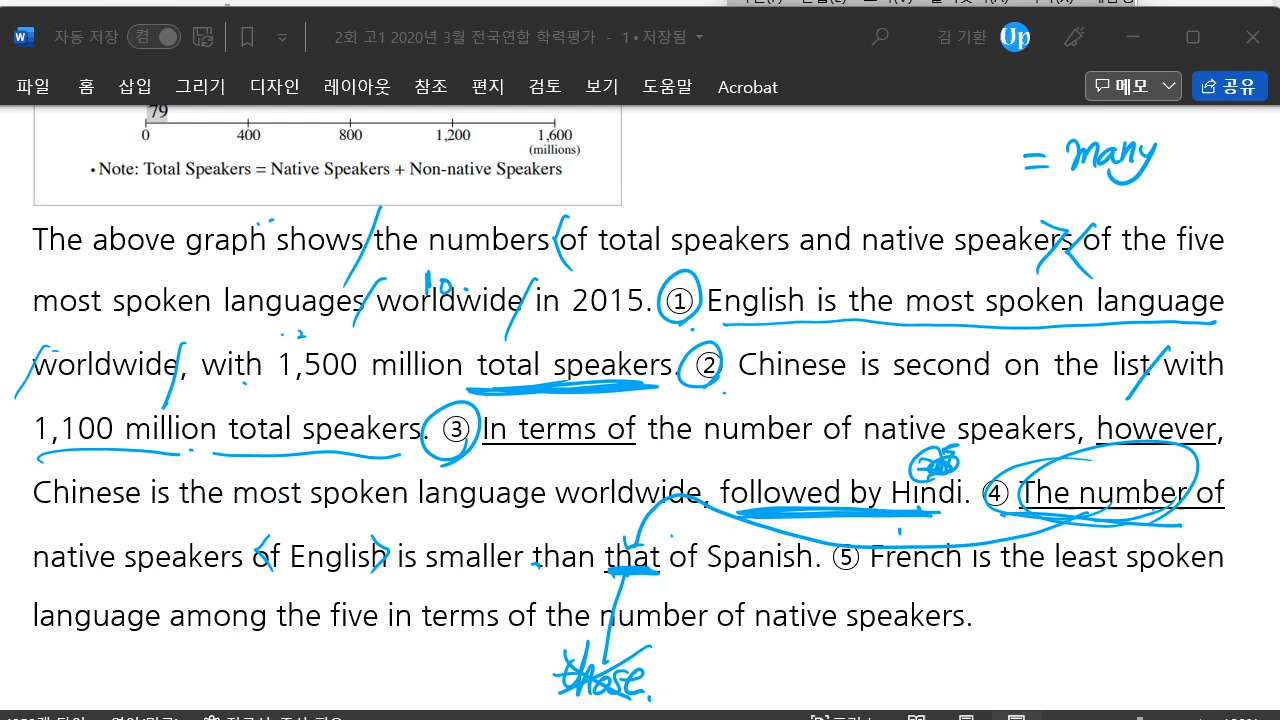 자동 저장 켬 2회 고1 2020년 3월 전국연합 학력평가 - 1 • 저장됨 김 기환 Up
파일 홈 삽입 그리기 디자인 레이아웃 참조 편지 검토 보기 도움말 Acrobat 메모 공유
79
0 400 800 1,200 1,600
(millions)
• Note: Total Speakers = Native Speakers + Non-native Speakers
= many
The above graph shows the numbers of total speakers and native speakers of the five
most spoken languages worldwide in 2015. ① English is the most spoken language
worldwide, with 1,500 million total speakers. ② Chinese is second on the list with
1,100 million total speakers. ③ In terms of the number of native speakers, however,
Chinese is the most spoken language worldwide, followed by Hindi. ④ The number of
native speakers of English is smaller than that of Spanish. ⑤ French is the least spoken
language among the five in terms of the number of native speakers.
those.